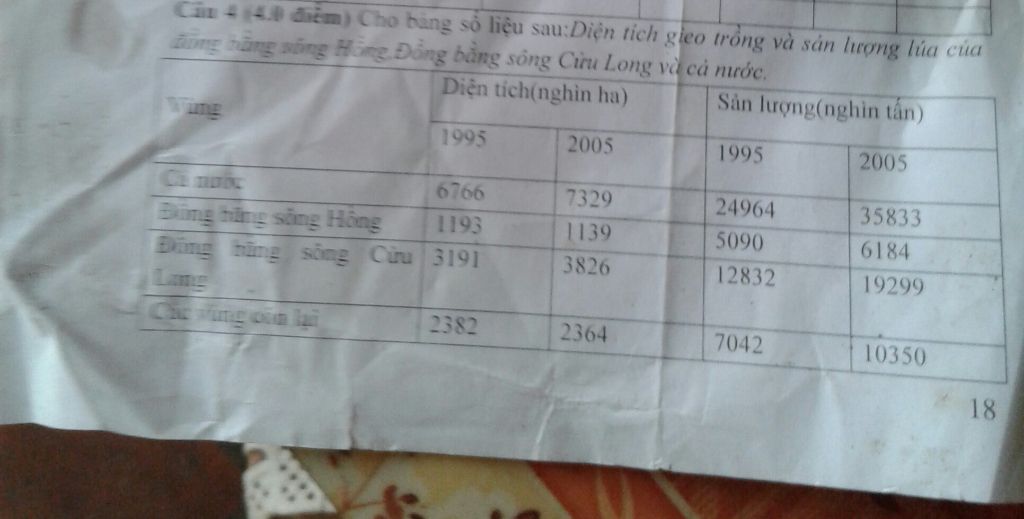 Câu 4 (4.0 điểm) Cho bảng số liệu sau:Diện tích gieo trồng và sản lượng lúa của
đồng bằng sông Hồng,Đồng bằng sông Cửu Long và cả nước.
Vùng Diện tích(nghìn ha) Sản lượng(nghìn tấn)
1995 2005 1995 2005
Cả nước 6766 7329 24964 35833
Đồng bằng sông Hồng 1193 1139 5090 6184
Đồng bằng sông Cửu 3191 3826 12832 19299
Long
Các vùng còn lại 2382 2364 7042 10350
18